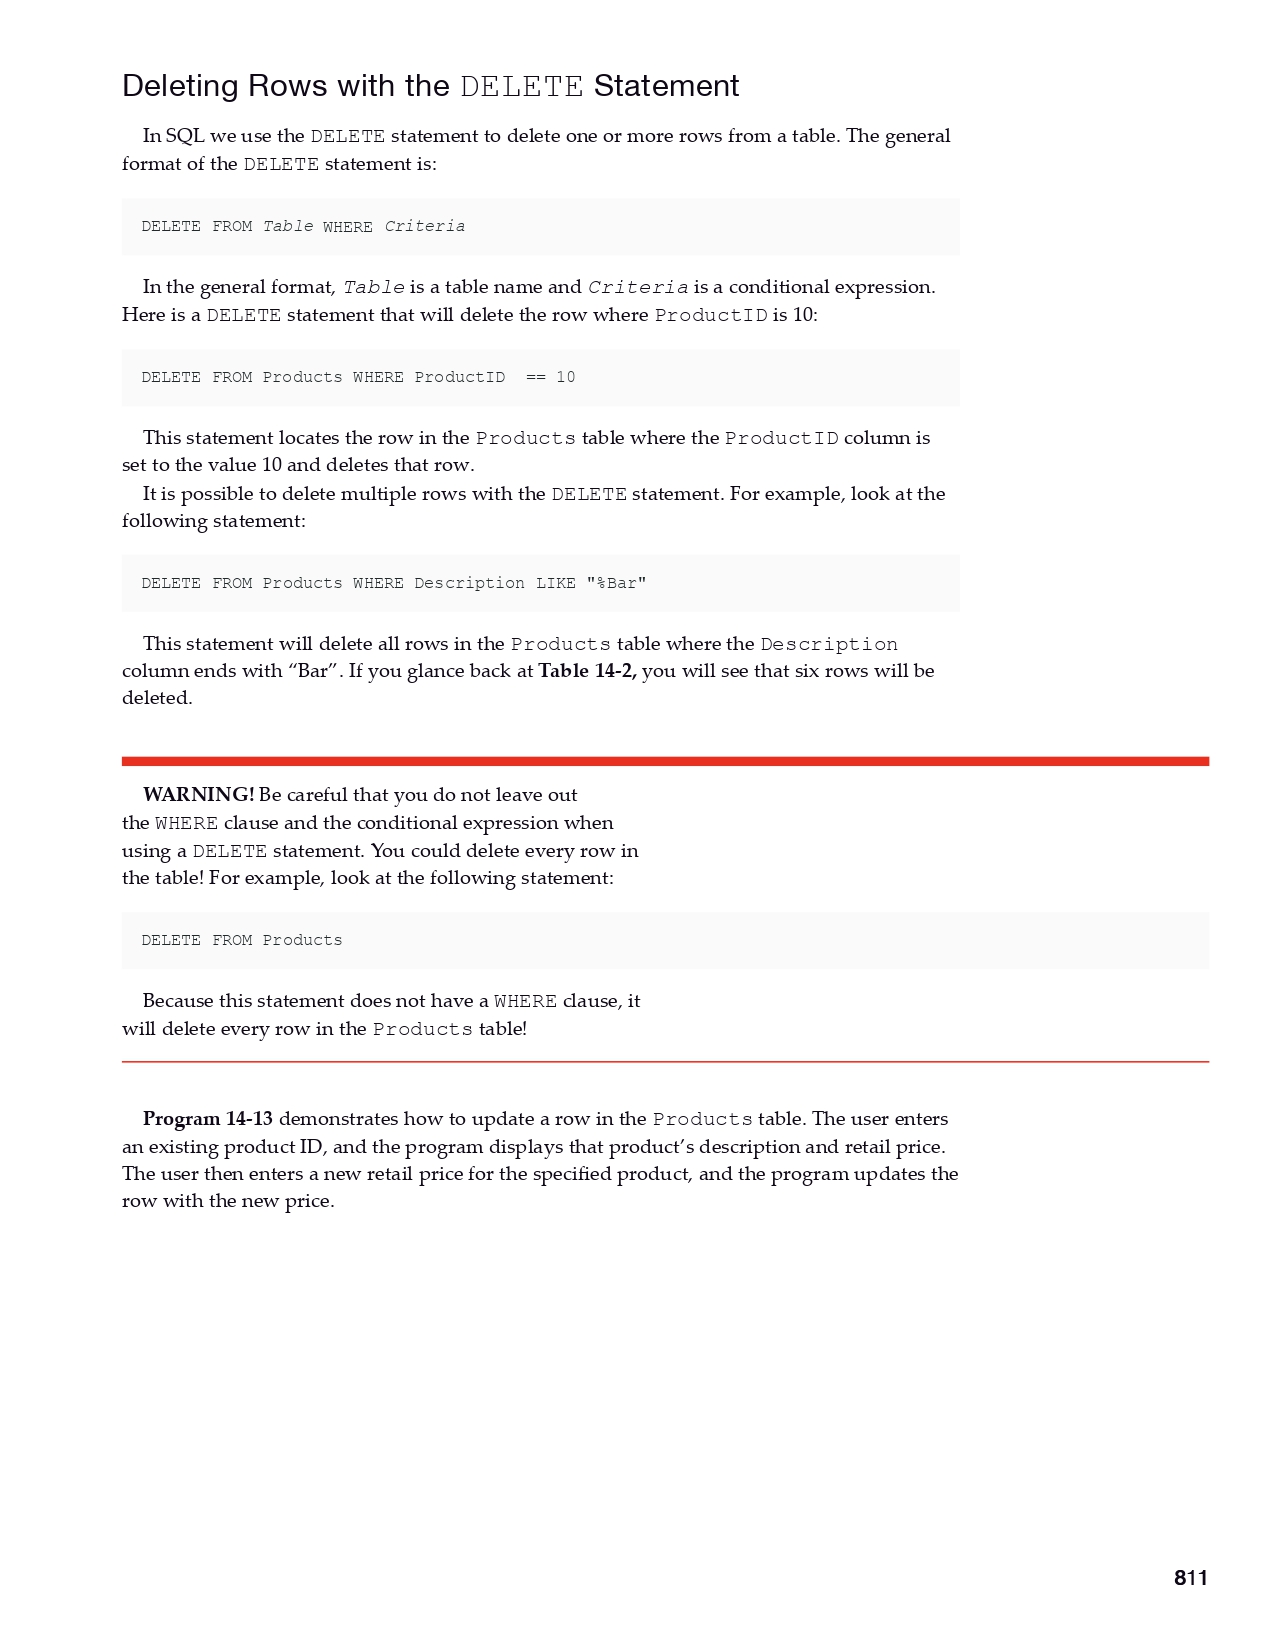 Deleting Rows with the DELETE Statement
In SQL we use the DELETE statement to delete one or more rows from a table. The general
format of the DELETE statement is:
DELETE FROM Table WHERE Criteria
In the general format, Table is a table name and Criteria is a conditional expression.
Here is a DELETE statement that will delete the row where ProductID is 10:
DELETE FROM Products WHERE ProductID  == 10
This statement locates the row in the Products table where the ProductID column is
set to the value 10 and deletes that row.
It is possible to delete multiple rows with the DELETE statement. For example, look at the
following statement:
DELETE FROM Products WHERE Description LIKE "%Bar"
This statement will delete all rows in the Products table where the Description
column ends with “Bar”. If you glance back at Table 14-2, you will see that six rows will be
deleted.
WARNING! Be careful that you do not leave out
the WHERE clause and the conditional expression when
using a DELETE statement. You could delete every row in
the table! For example, look at the following statement:
DELETE FROM Products
Because this statement does not have a WHERE clause, it
will delete every row in the Products table!
Program 14-13 demonstrates how to update a row in the Products table. The user enters
an existing product ID, and the program displays that product’s description and retail price.
The user then enters a new retail price for the specified product, and the program updates the
row with the new price.
811